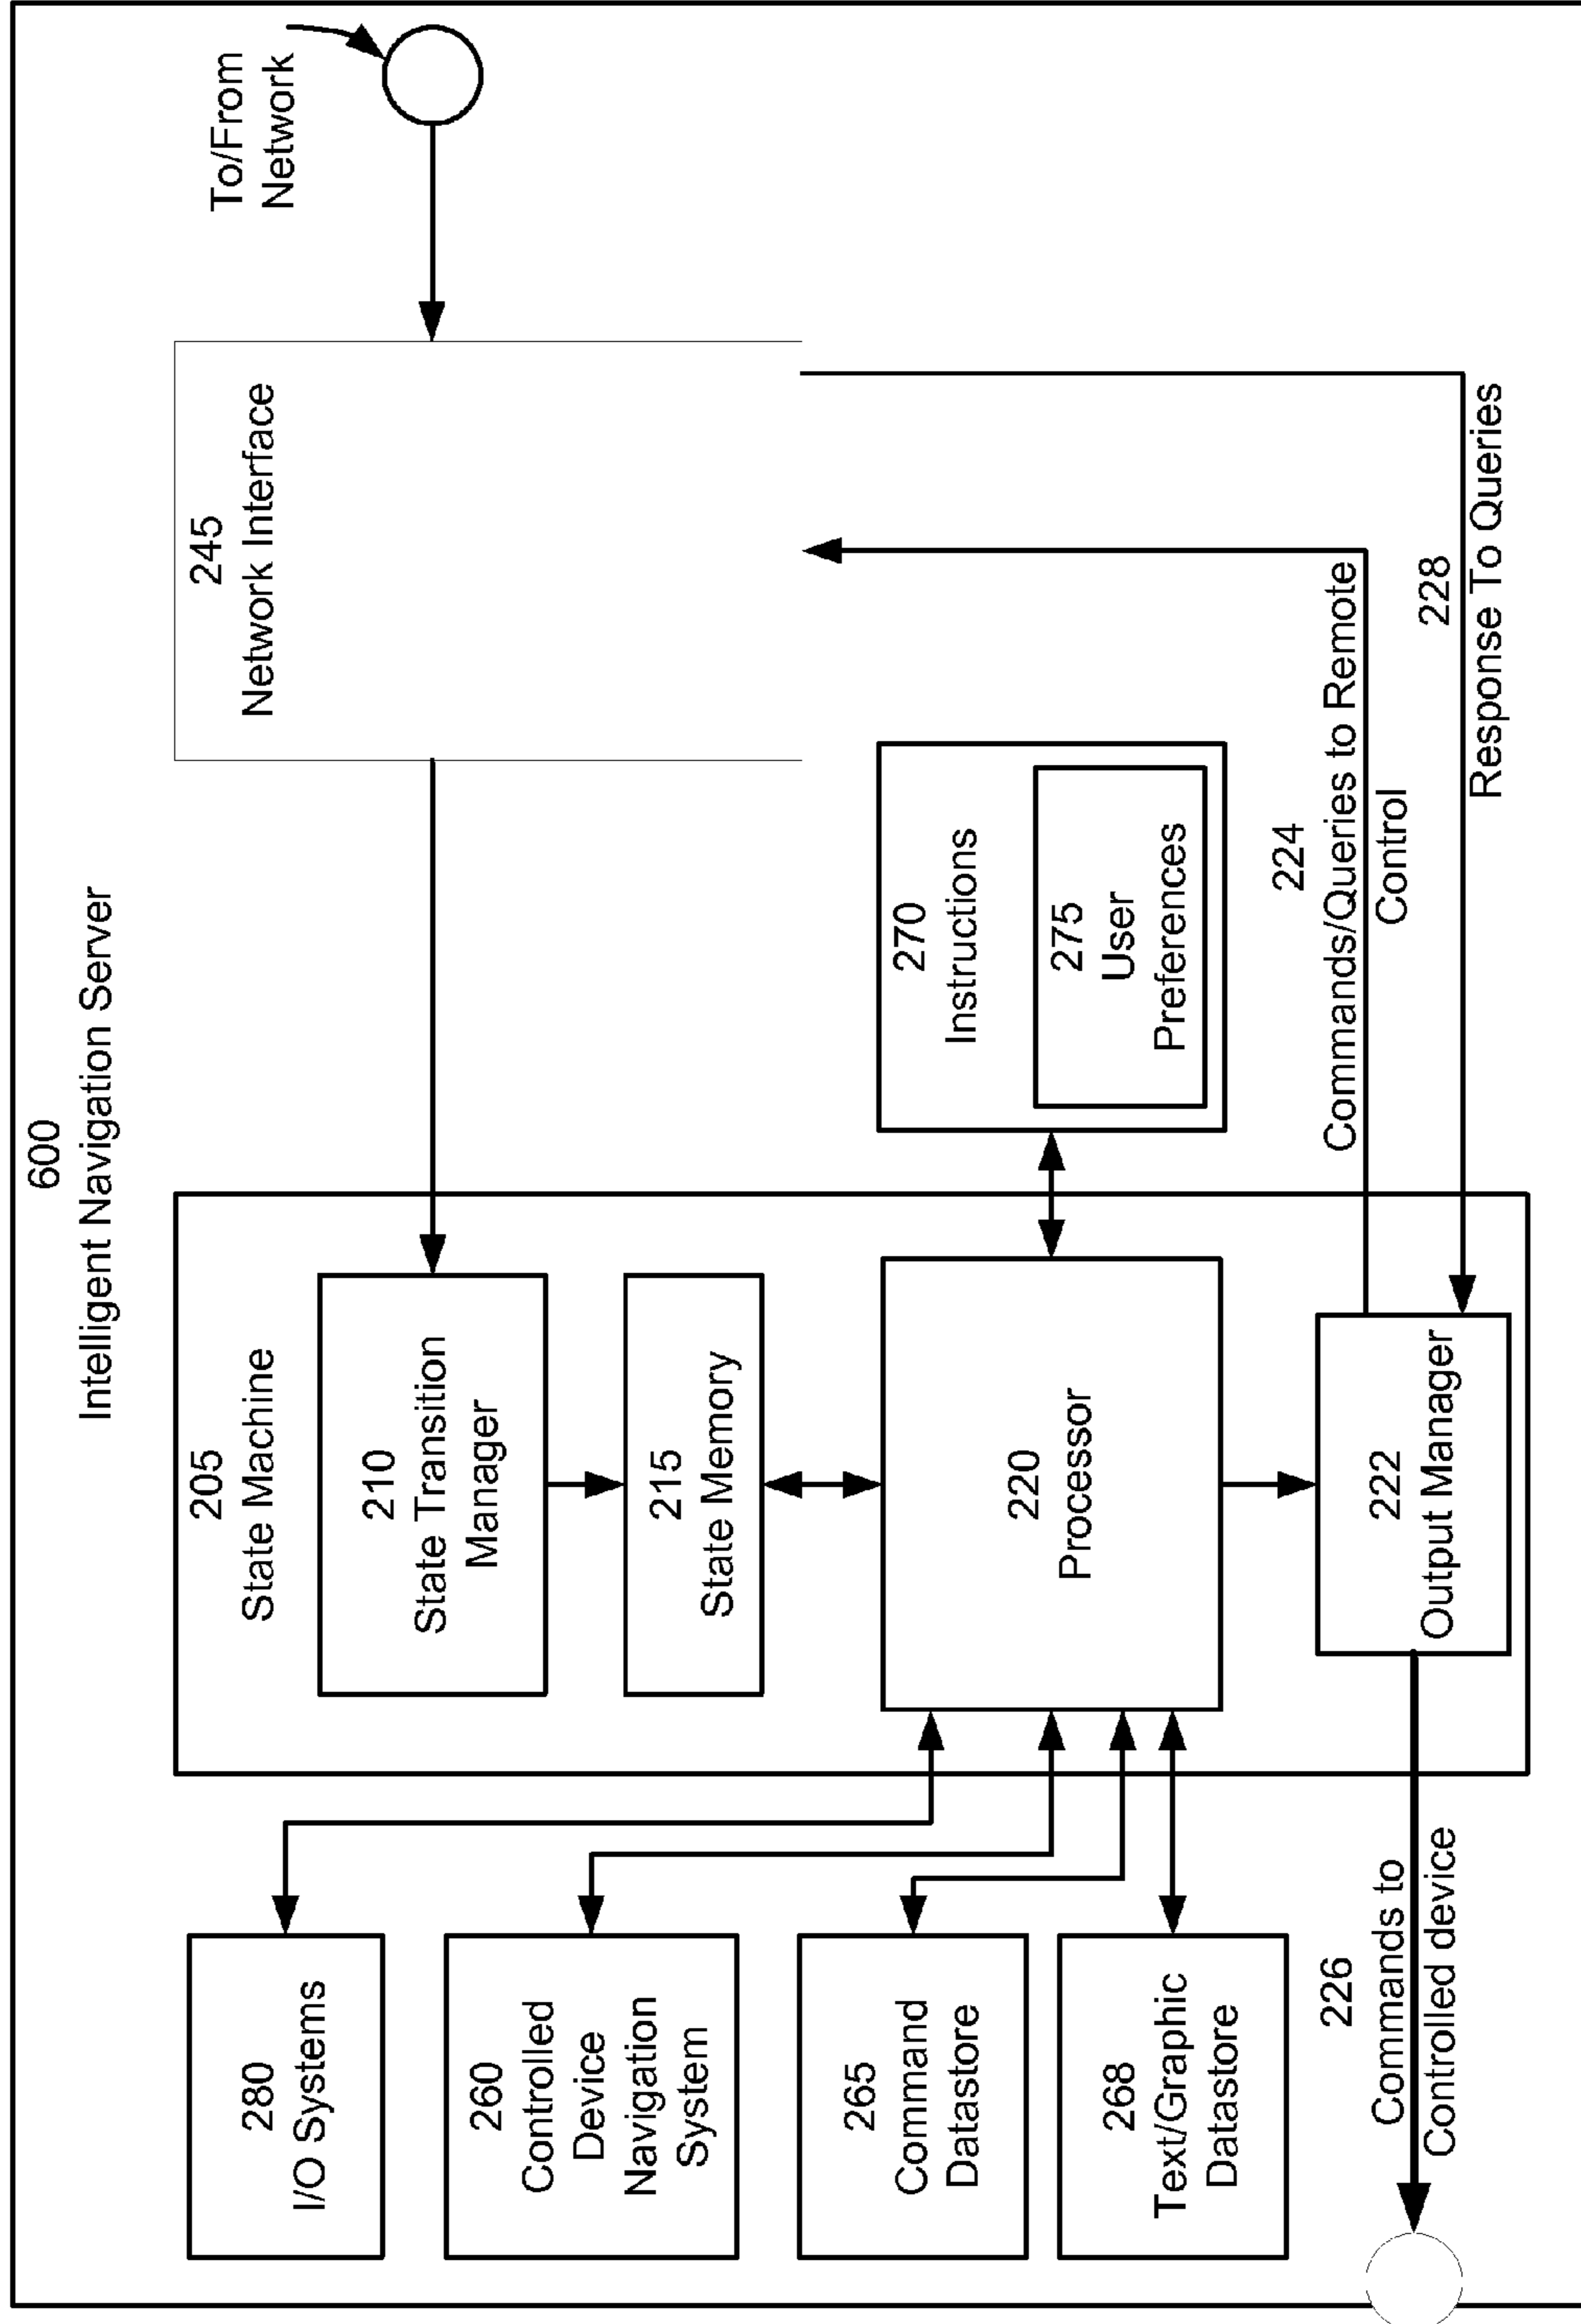 600
Intelligent Navigation Server
To/From
Network
280
I/O Systems
260
Controlled
Device
Navigation
System
265
Command
Datastore
268
Text/Graphic
Datastore
226
Commands to
Controlled device
205
State Machine
210
State Transition
Manager
215
State Memory
220
Processor
222
Output Manager
270
Instructions
275
User
Preferences
245
Network Interface
224
Commands/Queries to Remote
Control
228
Response To Queries